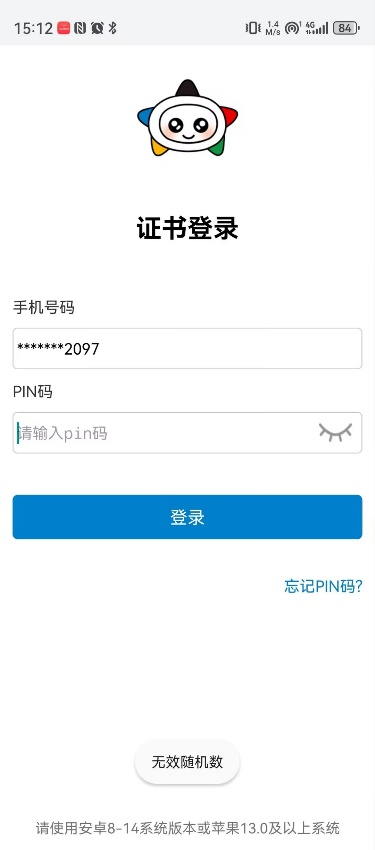 15:12 1.4 M/s 4G 84
证书登录
手机号码
*******2097
PIN码
请输入pin码
登录
忘记PIN码?
无效随机数
请使用安卓8-14系统版本或苹果13.0及以上系统